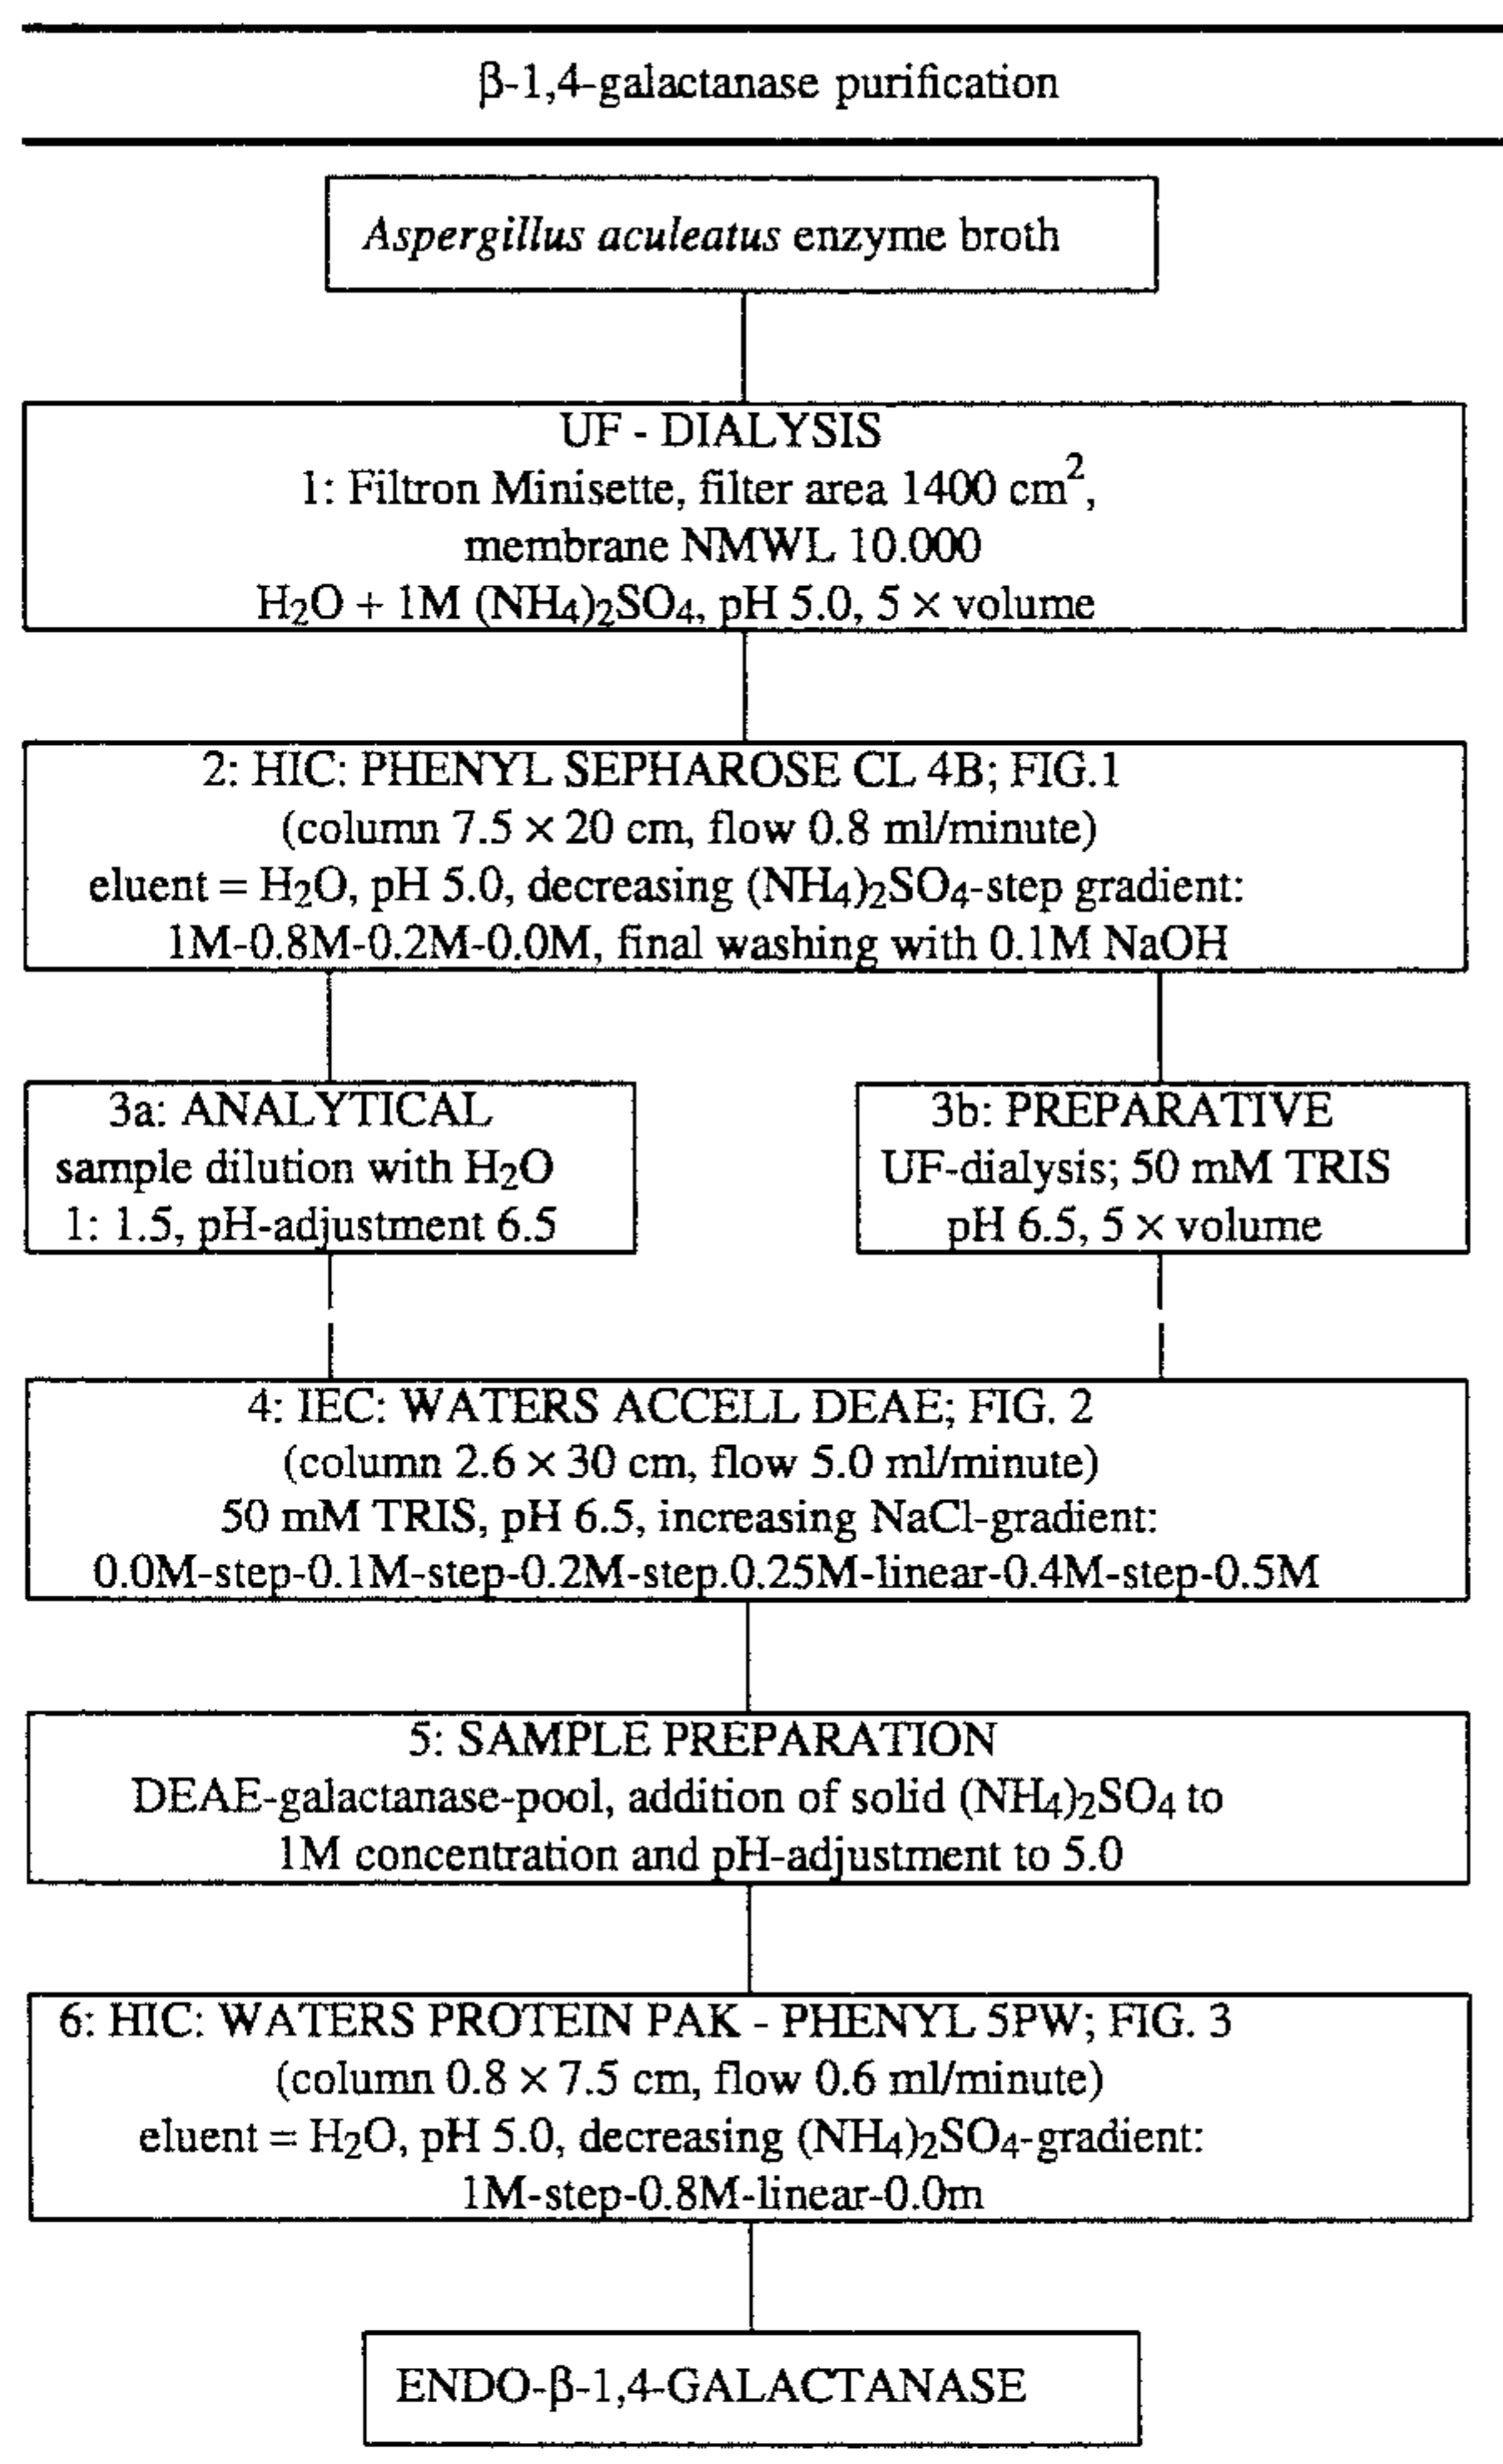 β-1,4-galactanase purification
Aspergillus aculeatus enzyme broth
UF - DIALYSIS
1: Filtron Minisette, filter area 1400 cm²,
membrane NMWL 10.000
H₂O + 1M (NH₄)₂SO₄, pH 5.0, 5 × volume
2: HIC: PHENYL SEPHAROSE CL 4B; FIG.1
(column 7.5 × 20 cm, flow 0.8 ml/minute)
eluent = H₂O, pH 5.0, decreasing (NH₄)₂SO₄-step gradient:
1M-0.8M-0.2M-0.0M, final washing with 0.1M NaOH
3a: ANALYTICAL
sample dilution with H₂O
1: 1.5, pH-adjustment 6.5
3b: PREPARATIVE
UF-dialysis; 50 mM TRIS
pH 6.5, 5 × volume
4: IEC: WATERS ACCELL DEAE; FIG. 2
(column 2.6 × 30 cm, flow 5.0 ml/minute)
50 mM TRIS, pH 6.5, increasing NaCl-gradient:
0.0M-step-0.1M-step-0.2M-step.0.25M-linear-0.4M-step-0.5M
5: SAMPLE PREPARATION
DEAE-galactanase-pool, addition of solid (NH₄)₂SO₄ to
1M concentration and pH-adjustment to 5.0
6: HIC: WATERS PROTEIN PAK - PHENYL 5PW; FIG. 3
(column 0.8 × 7.5 cm, flow 0.6 ml/minute)
eluent = H₂O, pH 5.0, decreasing (NH₄)₂SO₄-gradient:
1M-step-0.8M-linear-0.0m
ENDO-β-1,4-GALACTANASE